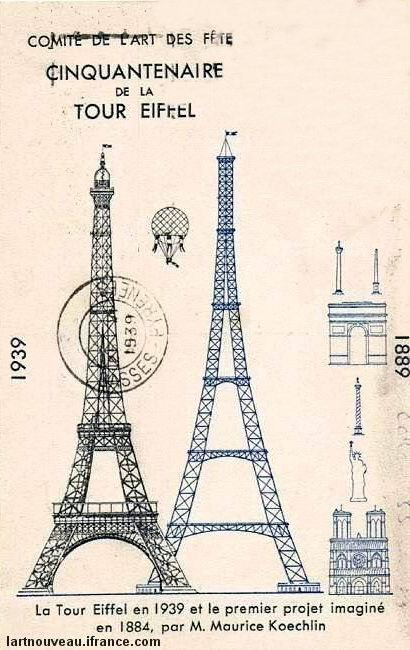 COMITÉ DE L'ART DES FÊTE
CINQUANTENAIRE
DE LA
TOUR EIFFEL
1939
1939
1889
La Tour Eiffel en 1939 et le premier projet imaginé
en 1884, par M. Maurice Koechlin
lartnouveau.ifrance.com